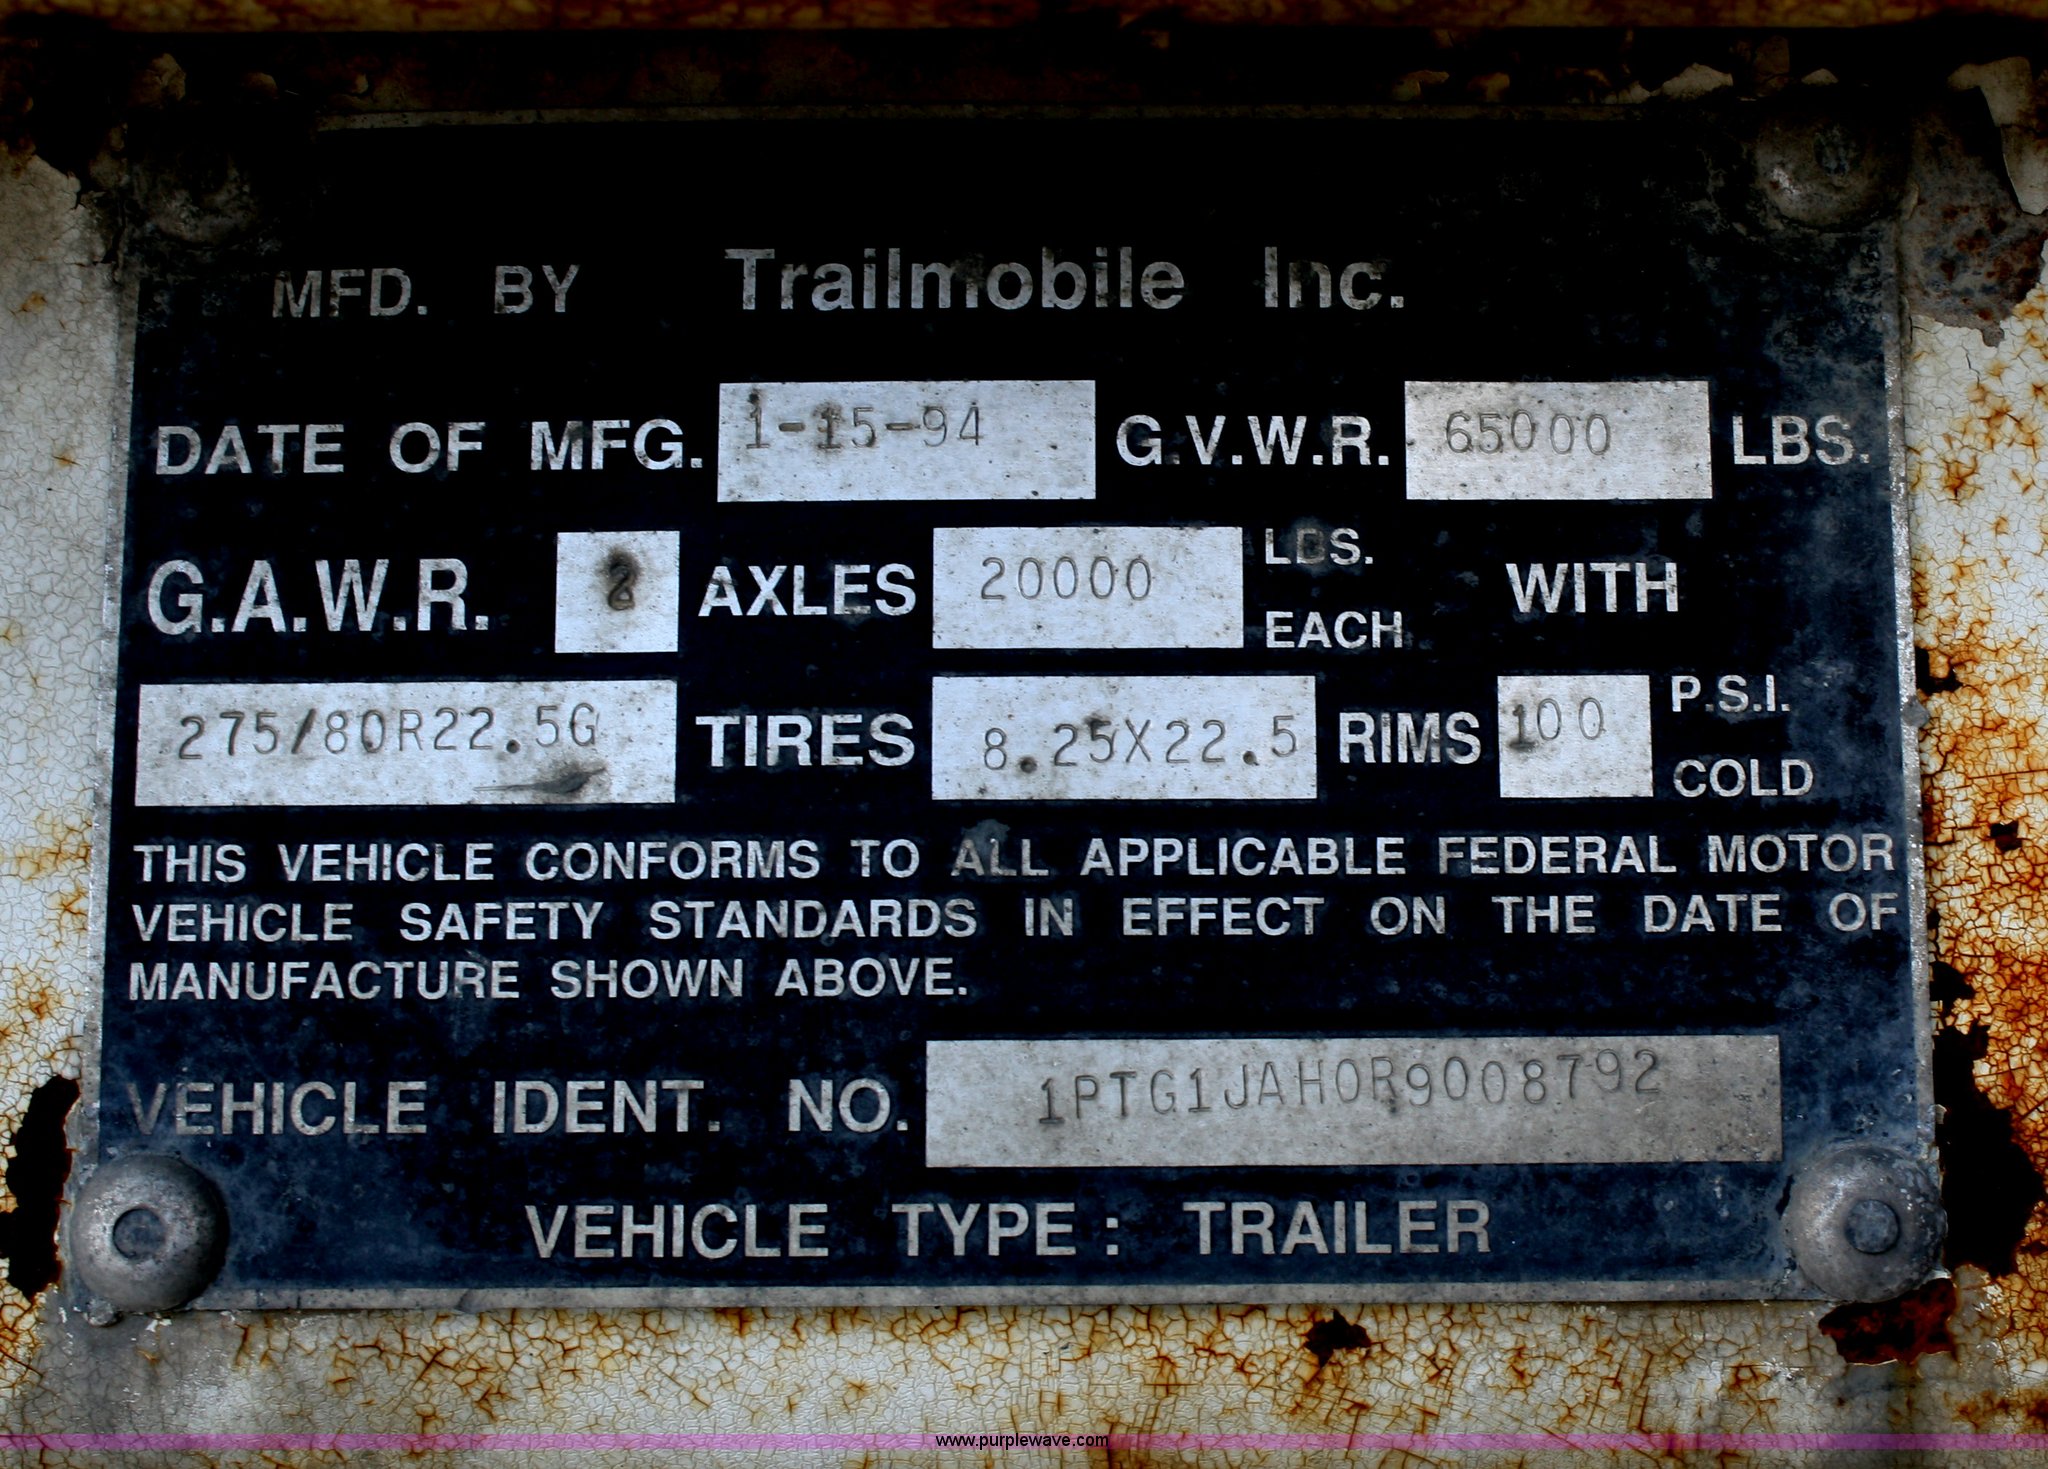 MFD. BY Trailmobile Inc.
DATE OF MFG. 1-15-94 G.V.W.R. 65000 LBS.
G.A.W.R. 2 AXLES 20000 LBS. EACH WITH
275/80R22.5G TIRES 8.25X22.5 RIMS 100 P.S.I. COLD
THIS VEHICLE CONFORMS TO ALL APPLICABLE FEDERAL MOTOR
VEHICLE SAFETY STANDARDS IN EFFECT ON THE DATE OF
MANUFACTURE SHOWN ABOVE.
VEHICLE IDENT. NO. 1PTG1JAH0R9008792
VEHICLE TYPE: TRAILER
www.purplewave.com